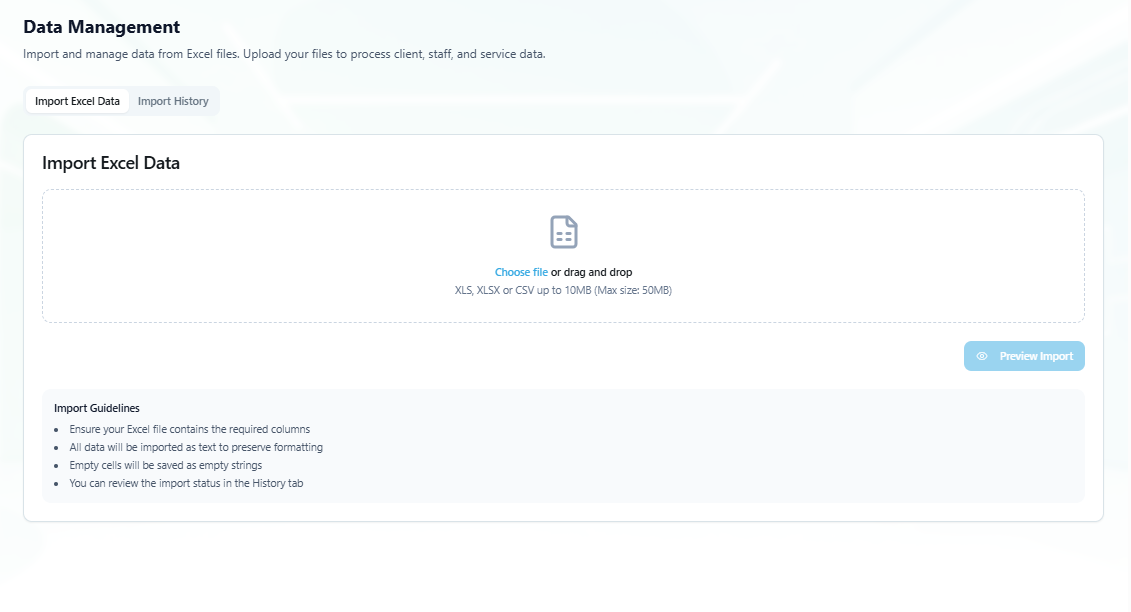 Data Management
Import and manage data from Excel files. Upload your files to process client, staff, and service data.
Import Excel Data
Import History
Import Excel Data
Choose file or drag and drop
XLS, XLSX or CSV up to 10MB (Max size: 50MB)
Preview Import
Import Guidelines
Ensure your Excel file contains the required columns
All data will be imported as text to preserve formatting
Empty cells will be saved as empty strings
You can review the import status in the History tab